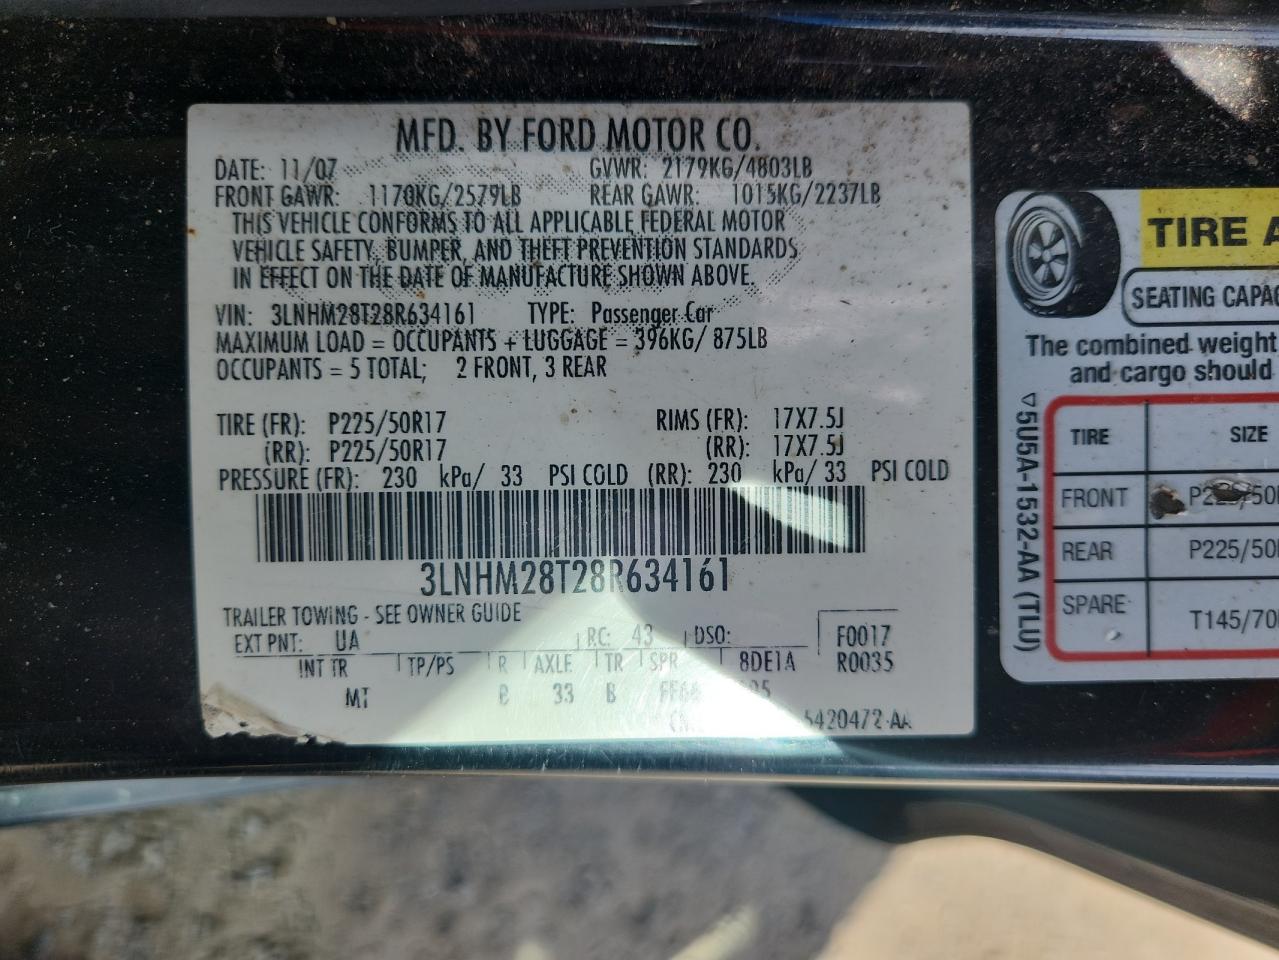 MFD. BY FORD MOTOR CO.
DATE: 11/07 GVWR: 2179KG/4803LB
FRONT GAWR: 1170KG/2579LB REAR GAWR: 1015KG/2237LB
THIS VEHICLE CONFORMS TO ALL APPLICABLE FEDERAL MOTOR
VEHICLE SAFETY, BUMPER, AND THEFT PREVENTION STANDARDS
IN EFFECT ON THE DATE OF MANUFACTURE SHOWN ABOVE.
VIN: 3LNHM28T28R634161 TYPE: Passenger Car
MAXIMUM LOAD = OCCUPANTS + LUGGAGE = 396KG/ 875LB
OCCUPANTS = 5 TOTAL; 2 FRONT, 3 REAR
TIRE (FR): P225/50R17 RIMS (FR): 17X7.5J
(RR): P225/50R17 (RR): 17X7.5J
PRESSURE (FR): 230 kPa/ 33 PSI COLD (RR): 230 kPa/ 33 PSI COLD
3LNHM28T28R634161
TRAILER TOWING - SEE OWNER GUIDE
EXT PNT: UA RC: 43 DSO: F0017
INT TR TP/PS R AXLE TR SPR 8DE1A R0035
MT 33 B
5420472-AA
TIRE A
SEATING CAPA
The combined weight
and cargo should
▽5U5A-1532-AA (TLU)
TIRE SIZE
FRONT
REAR P225/50
SPARE T145/70